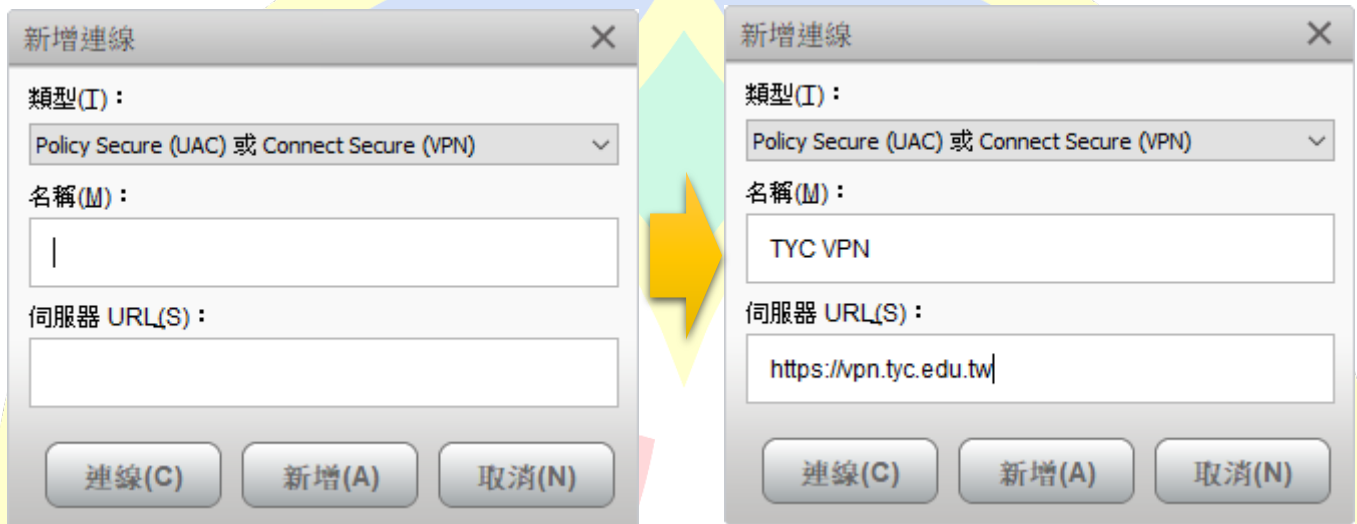 新增連線
類型(T)：
Policy Secure (UAC) 或 Connect Secure (VPN)
名稱(M)：
伺服器 URL(S)：
連線(C)
新增(A)
取消(N)
新增連線
類型(T)：
Policy Secure (UAC) 或 Connect Secure (VPN)
名稱(M)：
TYC VPN
伺服器 URL(S)：
https://vpn.tyc.edu.tw
連線(C)
新增(A)
取消(N)